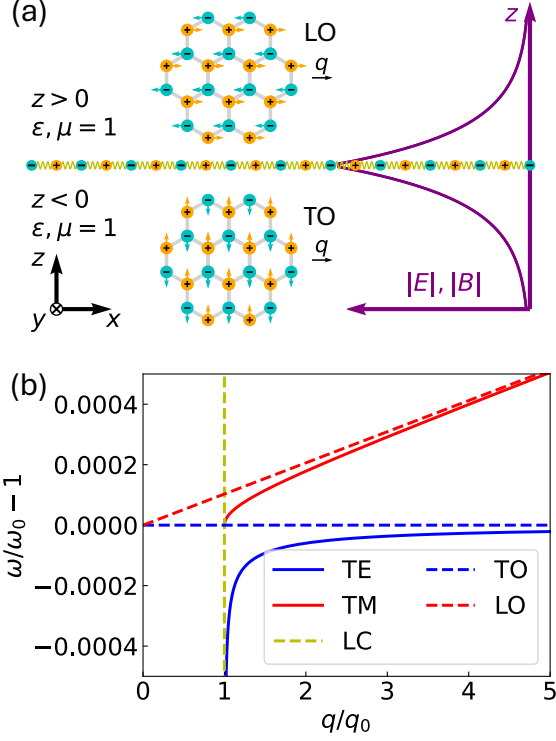 (a)
LO
q
z
z > 0
ε, μ = 1
z < 0
ε, μ = 1
TO
q
z
y
x
|E|, |B|
(b)
ω/ω₀ − 1
0.0004
0.0002
0.0000
−0.0002
−0.0004
TE
TM
LC
TO
LO
0 1 2 3 4 5
q/q₀